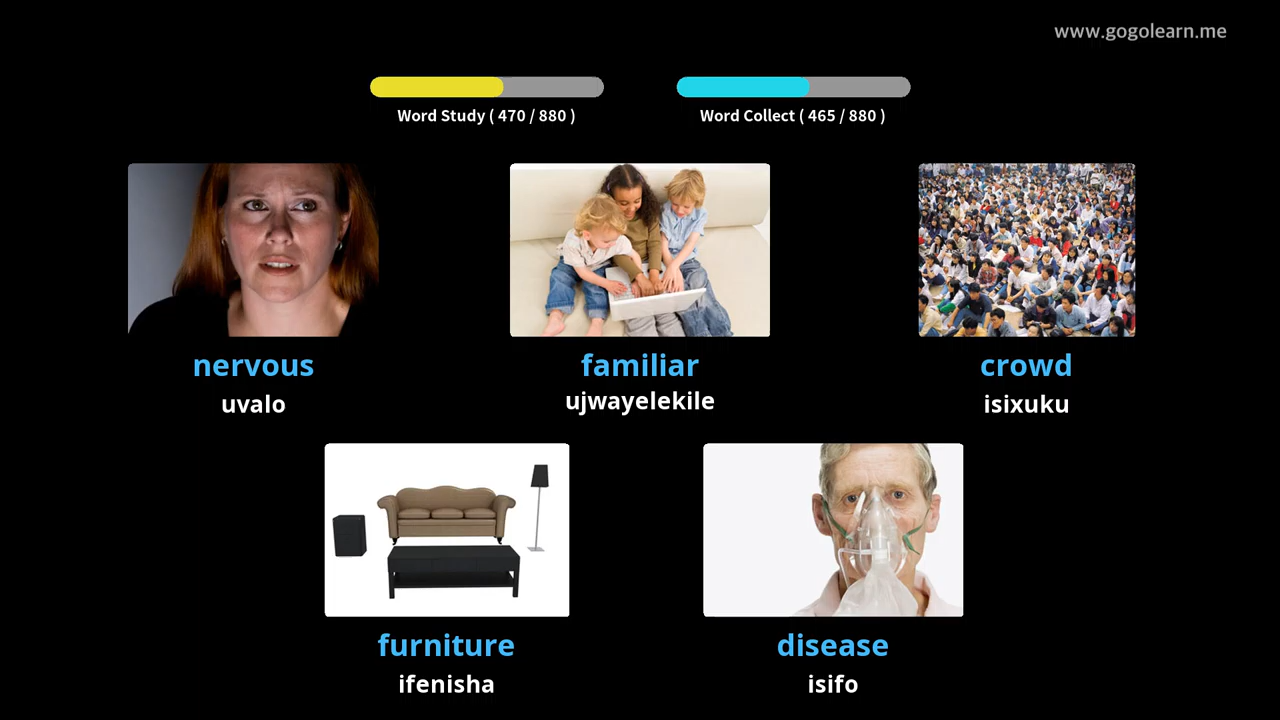 www.gogolearn.me
Word Study ( 470 / 880 )
Word Collect ( 465 / 880 )
nervous
uvalo
familiar
ujwayelekile
crowd
isixuku
furniture
ifenisha
disease
isifo